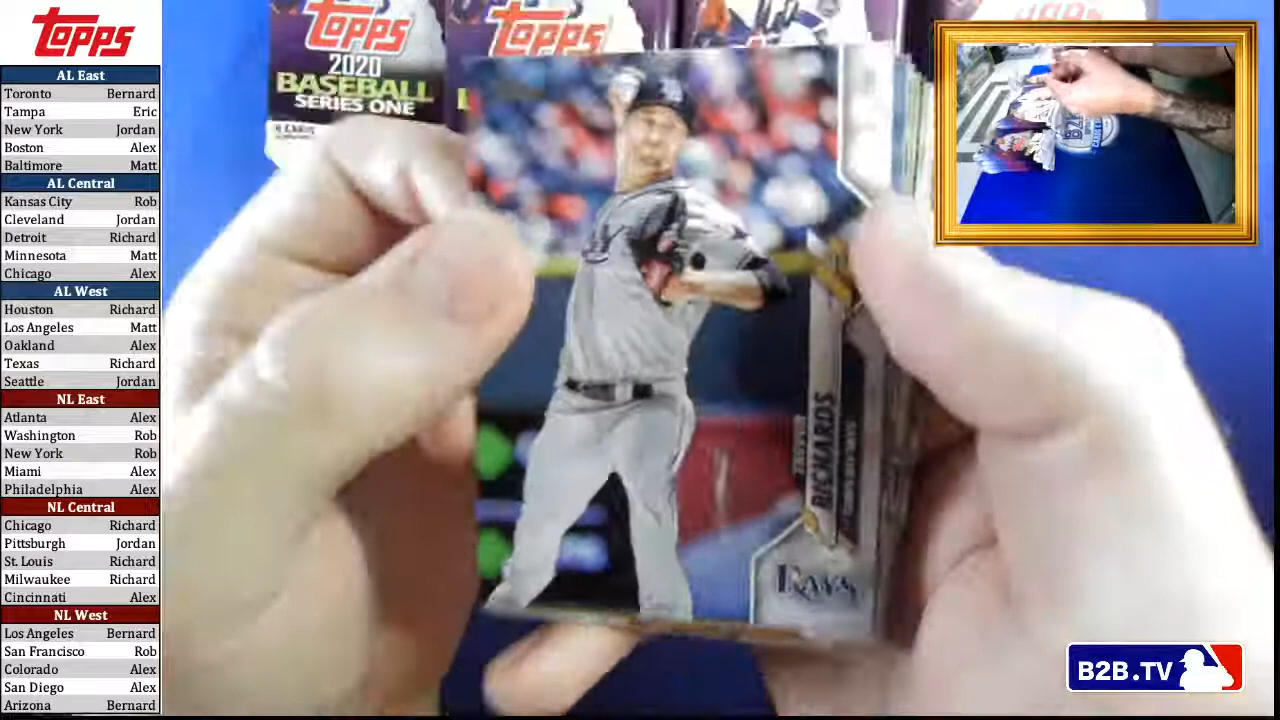 TOPPS
AL East
Toronto Bernard
Tampa Eric
New York Jordan
Boston Alex
Baltimore Matt
AL Central
Kansas City Rob
Cleveland Jordan
Detroit Richard
Minnesota Matt
Chicago Alex
AL West
Houston Richard
Los Angeles Matt
Oakland Alex
Texas Richard
Seattle Jordan
NL East
Atlanta Alex
Washington Rob
New York Rob
Miami Alex
Philadelphia Alex
NL Central
Chicago Richard
Pittsburgh Jordan
St. Louis Richard
Milwaukee Richard
Cincinnati Alex
NL West
Los Angeles Bernard
San Francisco Rob
Colorado Alex
San Diego Alex
Arizona Bernard
TOPPS
2020
BASEBALL
SERIES ONE
TOPPS
RICHARDS
RAYS
B2B.TV